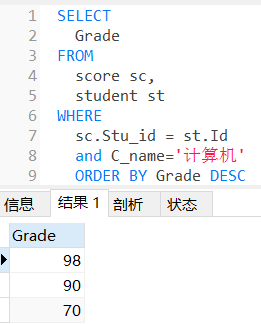 1 SELECT
2 Grade
3 FROM
4 score sc,
5 student st
6 WHERE
7 sc.Stu_id = st.Id
8 and C_name='计算机'
9 ORDER BY Grade DESC
信息 结果 1 剖析 状态
Grade
98
90
70